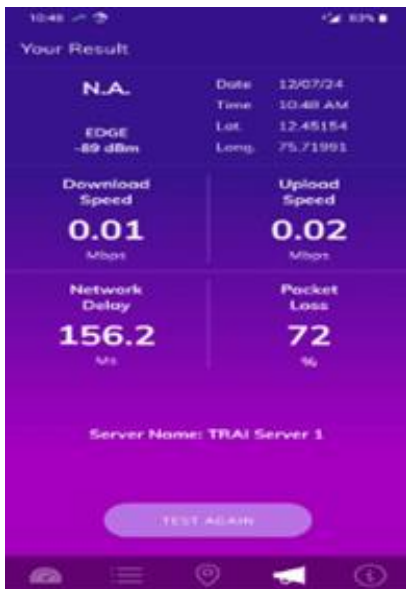 10:48 83%
Your Result
N.A.
EDGE
-89 dBm
Date 12/07/24
Time 10:48 AM
Lat. 12.45154
Long. 75.71991
Download
Speed
0.01
Mbps
Upload
Speed
0.02
Mbps
Network
Delay
156.2
Ms
Packet
Loss
72
%
Server Name: TRAI Server 1
TEST AGAIN